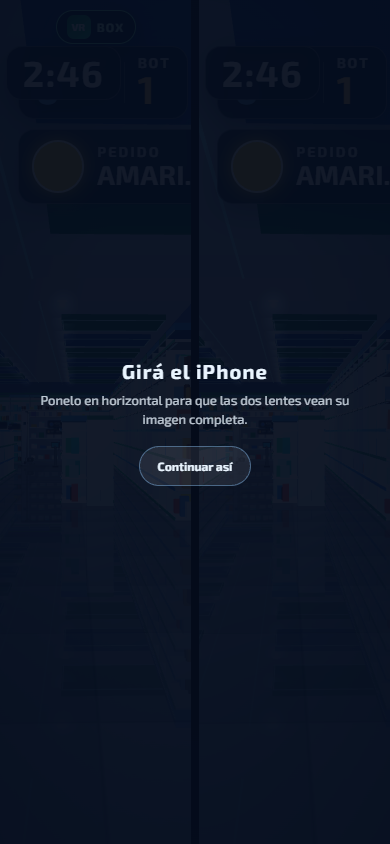 VR BOX
2:46 BOT 1
PEDIDO
AMARI.
2:46 BOT 1
PEDIDO
AMARI.
Girá el iPhone
Ponelo en horizontal para que las dos lentes vean su
imagen completa.
Continuar así